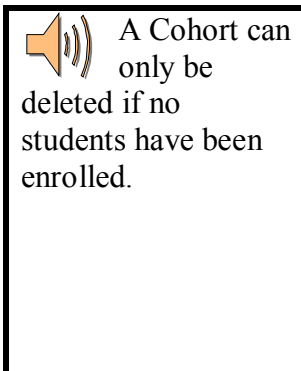 A Cohort can
only be
deleted if no
students have been
enrolled.